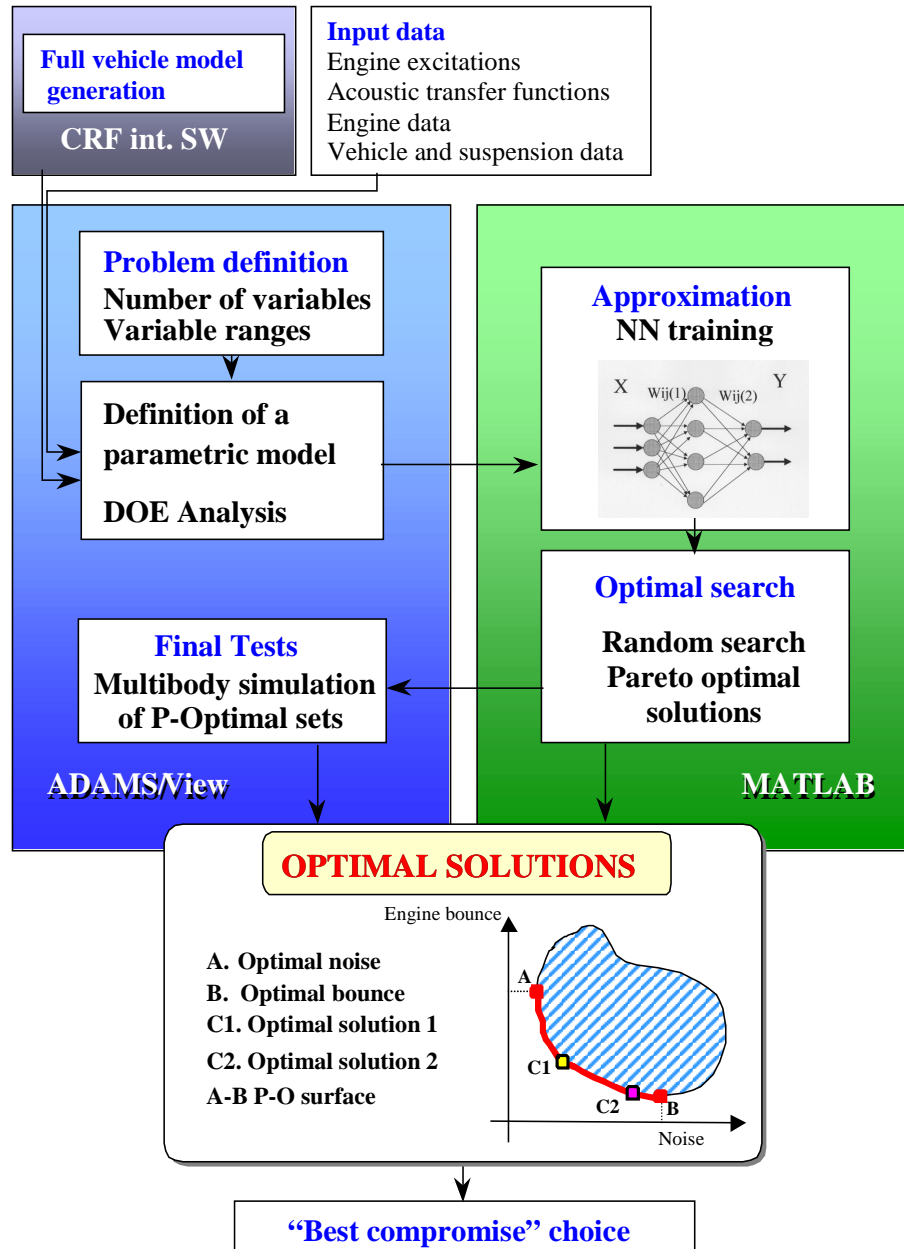 Full vehicle model
generation
CRF int. SW
Input data
Engine excitations
Acoustic transfer functions
Engine data
Vehicle and suspension data
Problem definition
Number of variables
Variable ranges
Definition of a
parametric model
DOE Analysis
Approximation
NN training
X
Wij(1)
Wij(2)
Y
Optimal search
Random search
Pareto optimal
solutions
Final Tests
Multibody simulation
of P-Optimal sets
ADAMS/View
MATLAB
OPTIMAL SOLUTIONS
Engine bounce
A. Optimal noise
B. Optimal bounce
C1. Optimal solution 1
C2. Optimal solution 2
A-B P-O surface
A
C1
C2
B
Noise
“Best compromise” choice